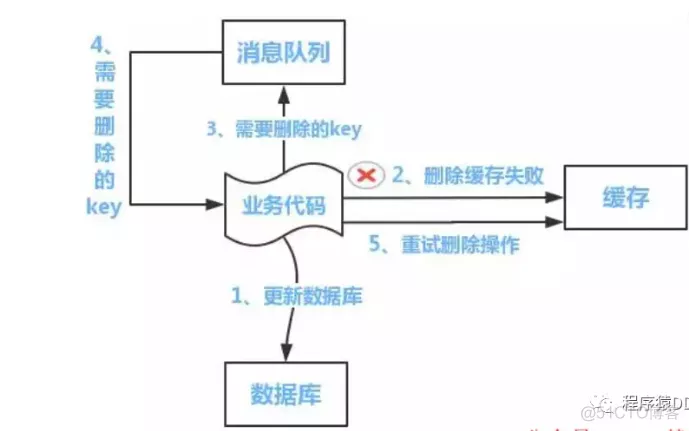 4、需要删除的key
消息队列
3、需要删除的key
2、删除缓存失败
业务代码
缓存
5、重试删除操作
1、更新数据库
数据库
程序猿DD
@51CTO博客